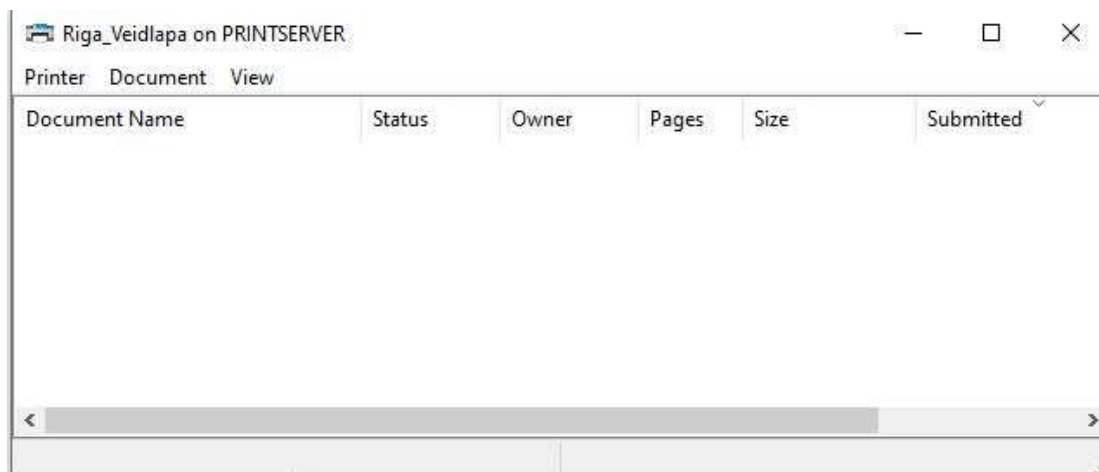 Riga_Veidlapa on PRINTSERVER
Printer Document View
Document Name Status Owner Pages Size Submitted